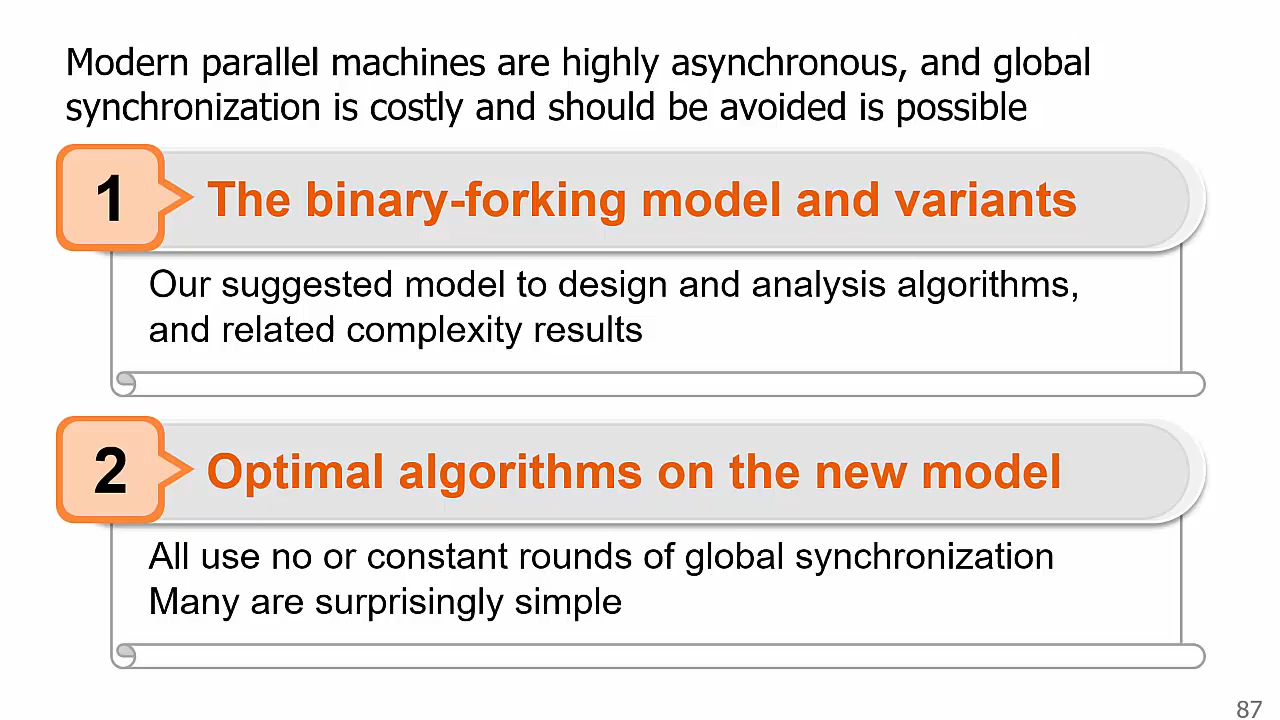 Modern parallel machines are highly asynchronous, and global
synchronization is costly and should be avoided is possible
1
The binary-forking model and variants
Our suggested model to design and analysis algorithms,
and related complexity results
2
Optimal algorithms on the new model
All use no or constant rounds of global synchronization
Many are surprisingly simple
87